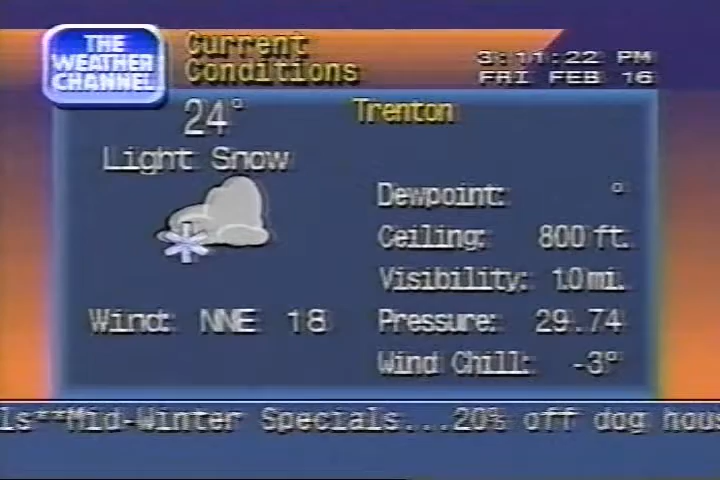 THE
WEATHER
CHANNEL
Current
Conditions
3:11:22 PM
FRI FEB 16
24°
Trenton
Light Snow
Dewpoint: °
Ceiling: 800 ft.
Visibility: 1.0 mi.
Wind: NNE 18
Pressure: 29.74
Wind Chill: -3°
ls**Mid-Winter Specials...20% off dog hous